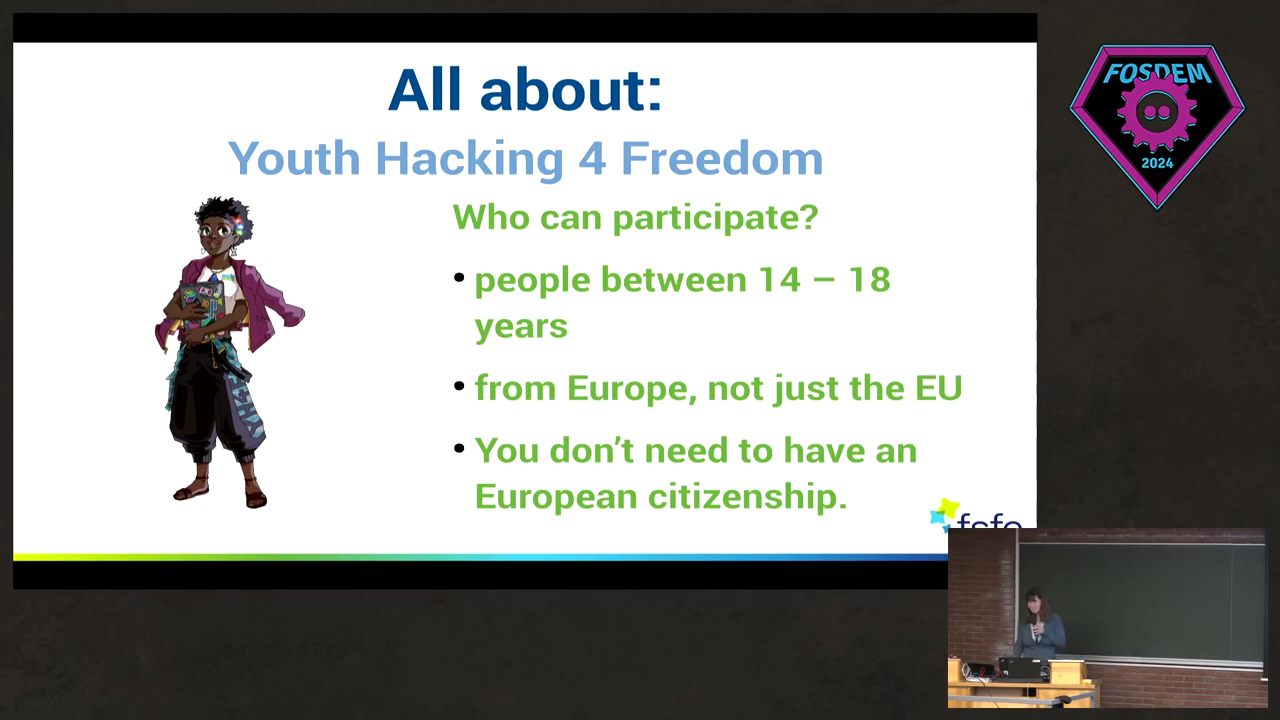 All about:
Youth Hacking 4 Freedom
Who can participate?
• people between 14 – 18
years
• from Europe, not just the EU
• You don’t need to have an
European citizenship.
fsfe
FOSDEM
2024